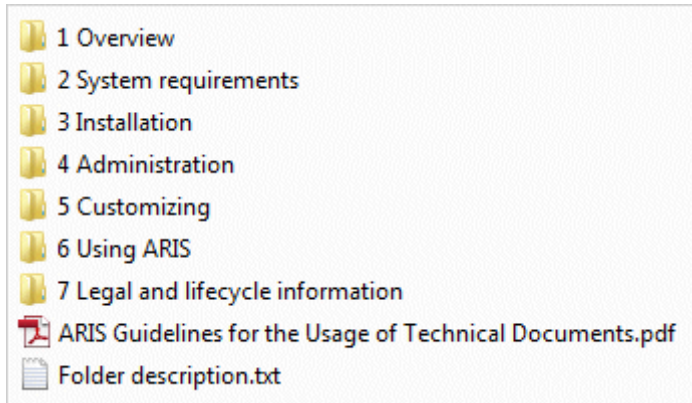 1 Overview
2 System requirements
3 Installation
4 Administration
5 Customizing
6 Using ARIS
7 Legal and lifecycle information
ARIS Guidelines for the Usage of Technical Documents.pdf
Folder description.txt